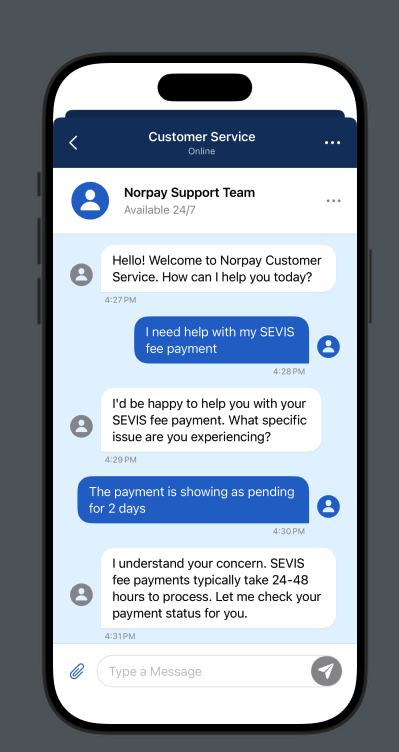 Customer Service
Online
Norpay Support Team
Available 24/7
Hello! Welcome to Norpay Customer
Service. How can I help you today?
4:27 PM
I need help with my SEVIS
fee payment
4:28 PM
I'd be happy to help you with your
SEVIS fee payment. What specific
issue are you experiencing?
4:29 PM
The payment is showing as pending
for 2 days
4:30 PM
I understand your concern. SEVIS
fee payments typically take 24-48
hours to process. Let me check your
payment status for you.
4:31 PM
Type a Message